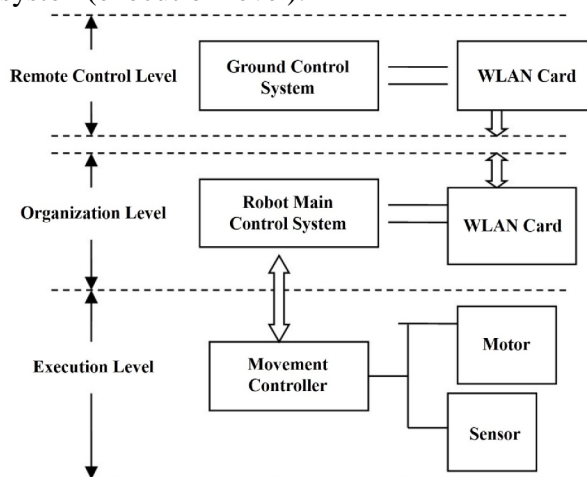 Ground Control
System
WLAN Card
Remote Control Level
Robot Main
Control System
WLAN Card
Organization Level
Movement
Controller
Motor
Execution Level
Sensor